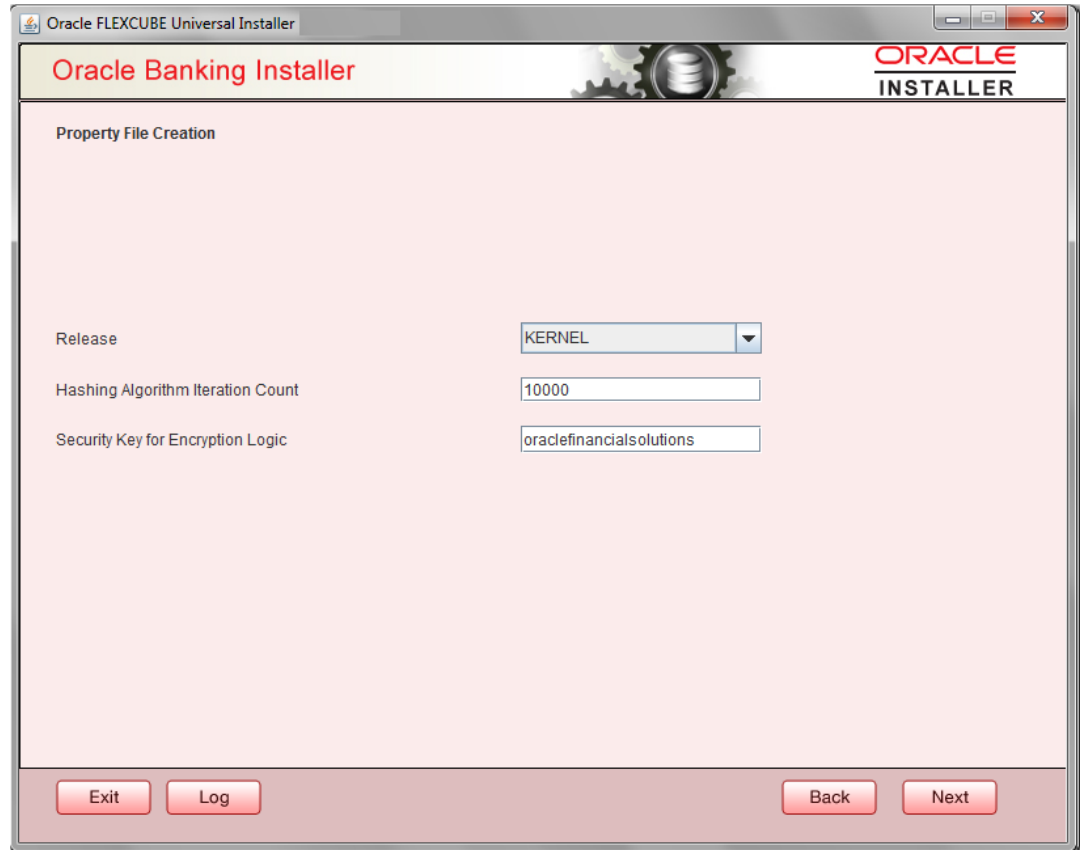 Oracle FLEXCUBE Universal Installer
Oracle Banking Installer
ORACLE
INSTALLER
Property File Creation
Release KERNEL
Hashing Algorithm Iteration Count 10000
Security Key for Encryption Logic oraclefinancialsolutions
Exit Log Back Next